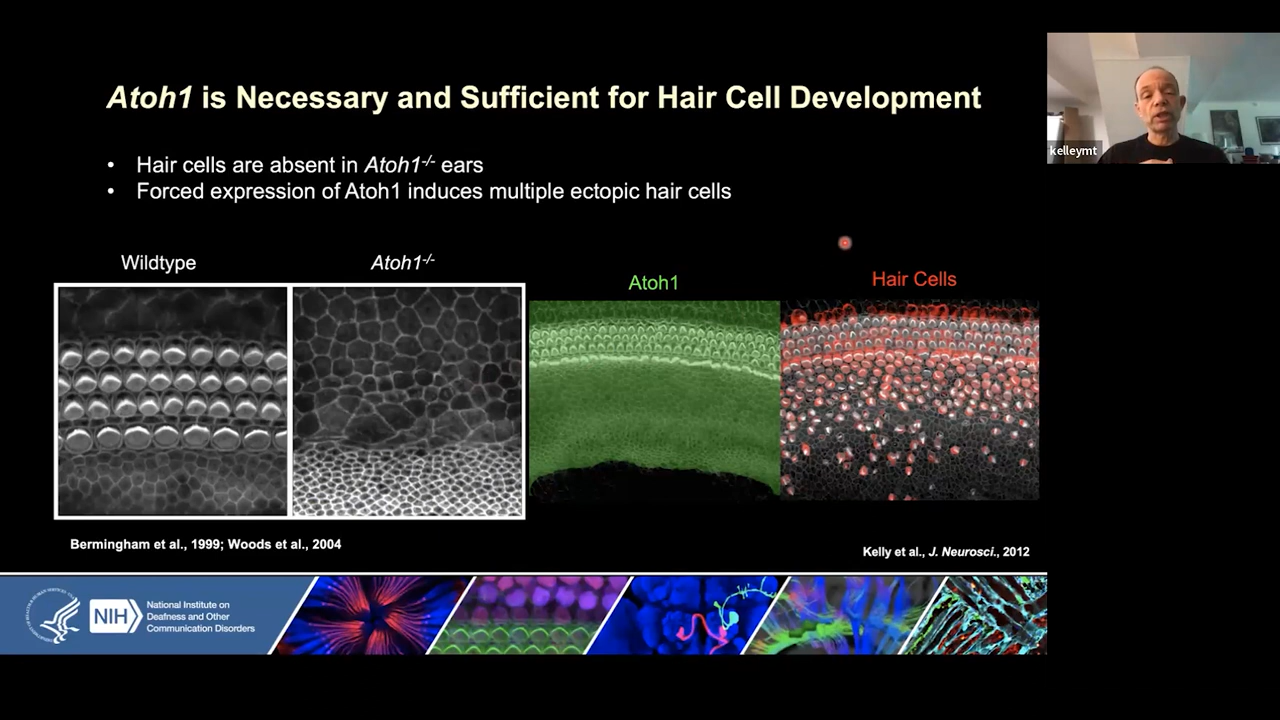 Atoh1 is Necessary and Sufficient for Hair Cell Development
kelleymt
• Hair cells are absent in Atoh1-/- ears
• Forced expression of Atoh1 induces multiple ectopic hair cells
Wildtype
Atoh1-/-
Atoh1
Hair Cells
Bermingham et al., 1999; Woods et al., 2004
Kelly et al., J. Neurosci., 2012
NIH
National Institute on
Deafness and Other
Communication Disorders